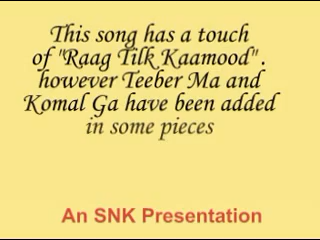 This song has a touch
of "Raag Tilk Kaamood" .
however Teeber Ma and
Komal Ga have been added
in some pieces
An SNK Presentation